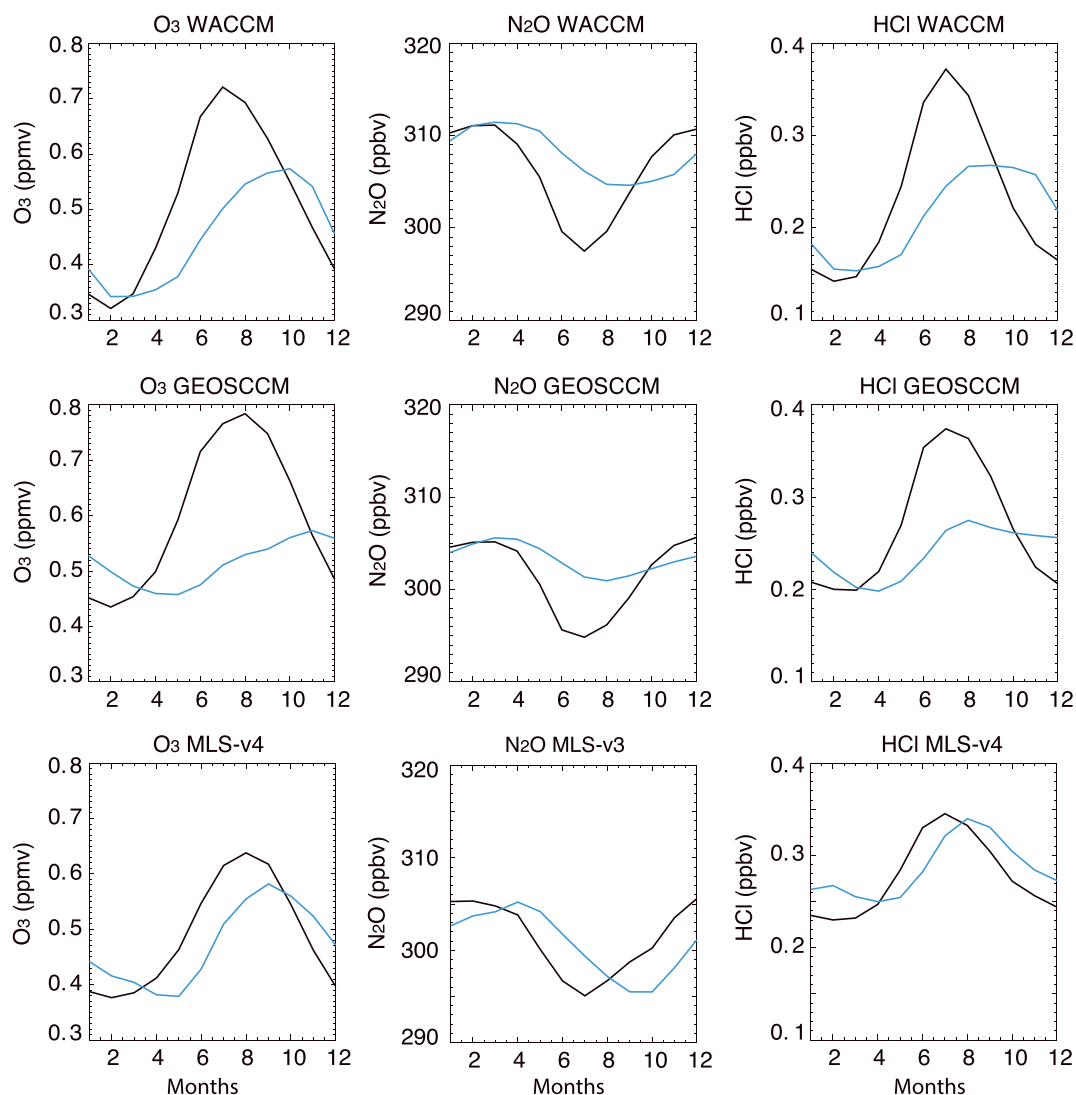 O3 WACCM
N2O WACCM
HCl WACCM
0.8
0.7
0.6
0.5
0.4
0.3
O3 (ppmv)
2 4 6 8 10 12
320
310
300
290
N2O (ppbv)
2 4 6 8 10 12
0.4
0.3
0.2
0.1
HCl (ppbv)
2 4 6 8 10 12
O3 GEOSCCM
N2O GEOSCCM
HCl GEOSCCM
0.8
0.7
0.6
0.5
0.4
0.3
O3 (ppmv)
2 4 6 8 10 12
320
310
300
290
N2O (ppbv)
2 4 6 8 10 12
0.4
0.3
0.2
0.1
HCl (ppbv)
2 4 6 8 10 12
O3 MLS-v4
N2O MLS-v3
HCl MLS-v4
0.8
0.7
0.6
0.5
0.4
0.3
O3 (ppmv)
2 4 6 8 10 12
Months
320
310
300
290
N2O (ppbv)
2 4 6 8 10 12
Months
0.4
0.3
0.2
0.1
HCl (ppbv)
2 4 6 8 10 12
Months